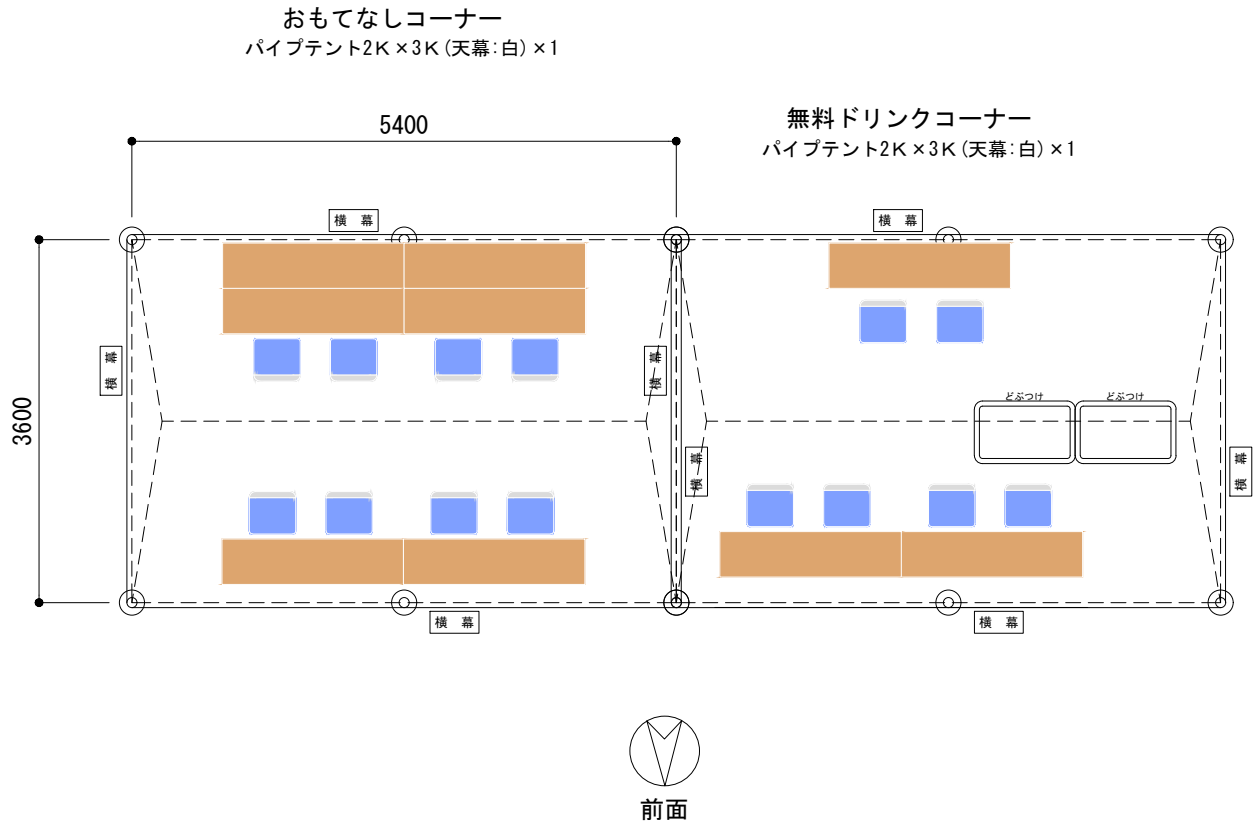 おもてなしコーナー
パイプテント2K×3K(天幕:白)×1
無料ドリンクコーナー
パイプテント2K×3K(天幕:白)×1
5400
3600
横 幕
横 幕
横 幕
横 幕
横 幕
横 幕
どぶつけ
どぶつけ
横 幕
横 幕
前面